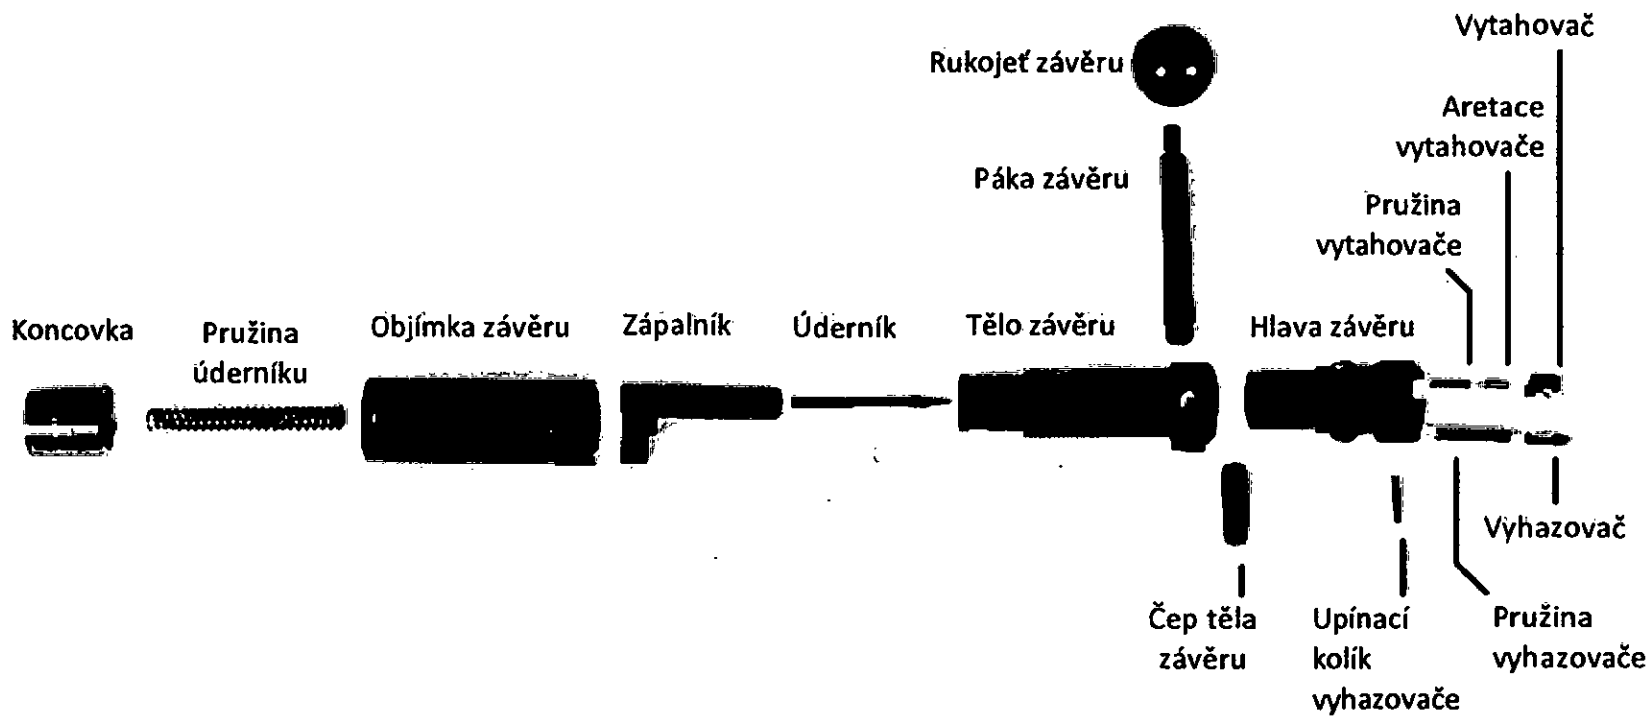 Vytahovač
Rukojeť závěru
Aretace
vytahovače
Páka závěru
Pružina
vytahovače
Koncovka
Pružina
úderníku
Objímka závěru
Zápalník
Úderník
Tělo závěru
Hlava závěru
Vyhazovač
Čep těla
závěru
Upínací
kolík
vyhazovače
Pružina
vyhazovače